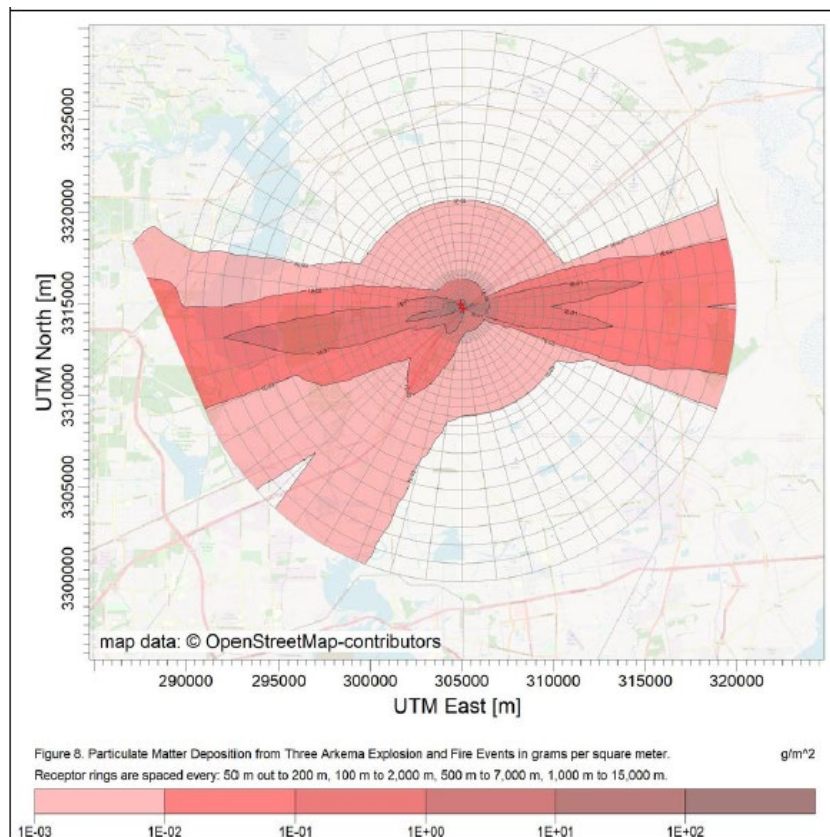 3325000
3320000
3315000
3310000
3305000
3300000
UTM North [m]
map data: © OpenStreetMap-contributors
290000 295000 300000 305000 310000 315000 320000
UTM East [m]
Figure 8. Particulate Matter Deposition from Three Arkema Explosion and Fire Events in grams per square meter. g/m^2
Receptor rings are spaced every: 50 m out to 200 m, 100 m to 2,000 m, 500 m to 7,000 m, 1,000 m to 15,000 m.
1E-03 1E-02 1E-01 1E+00 1E+01 1E+02